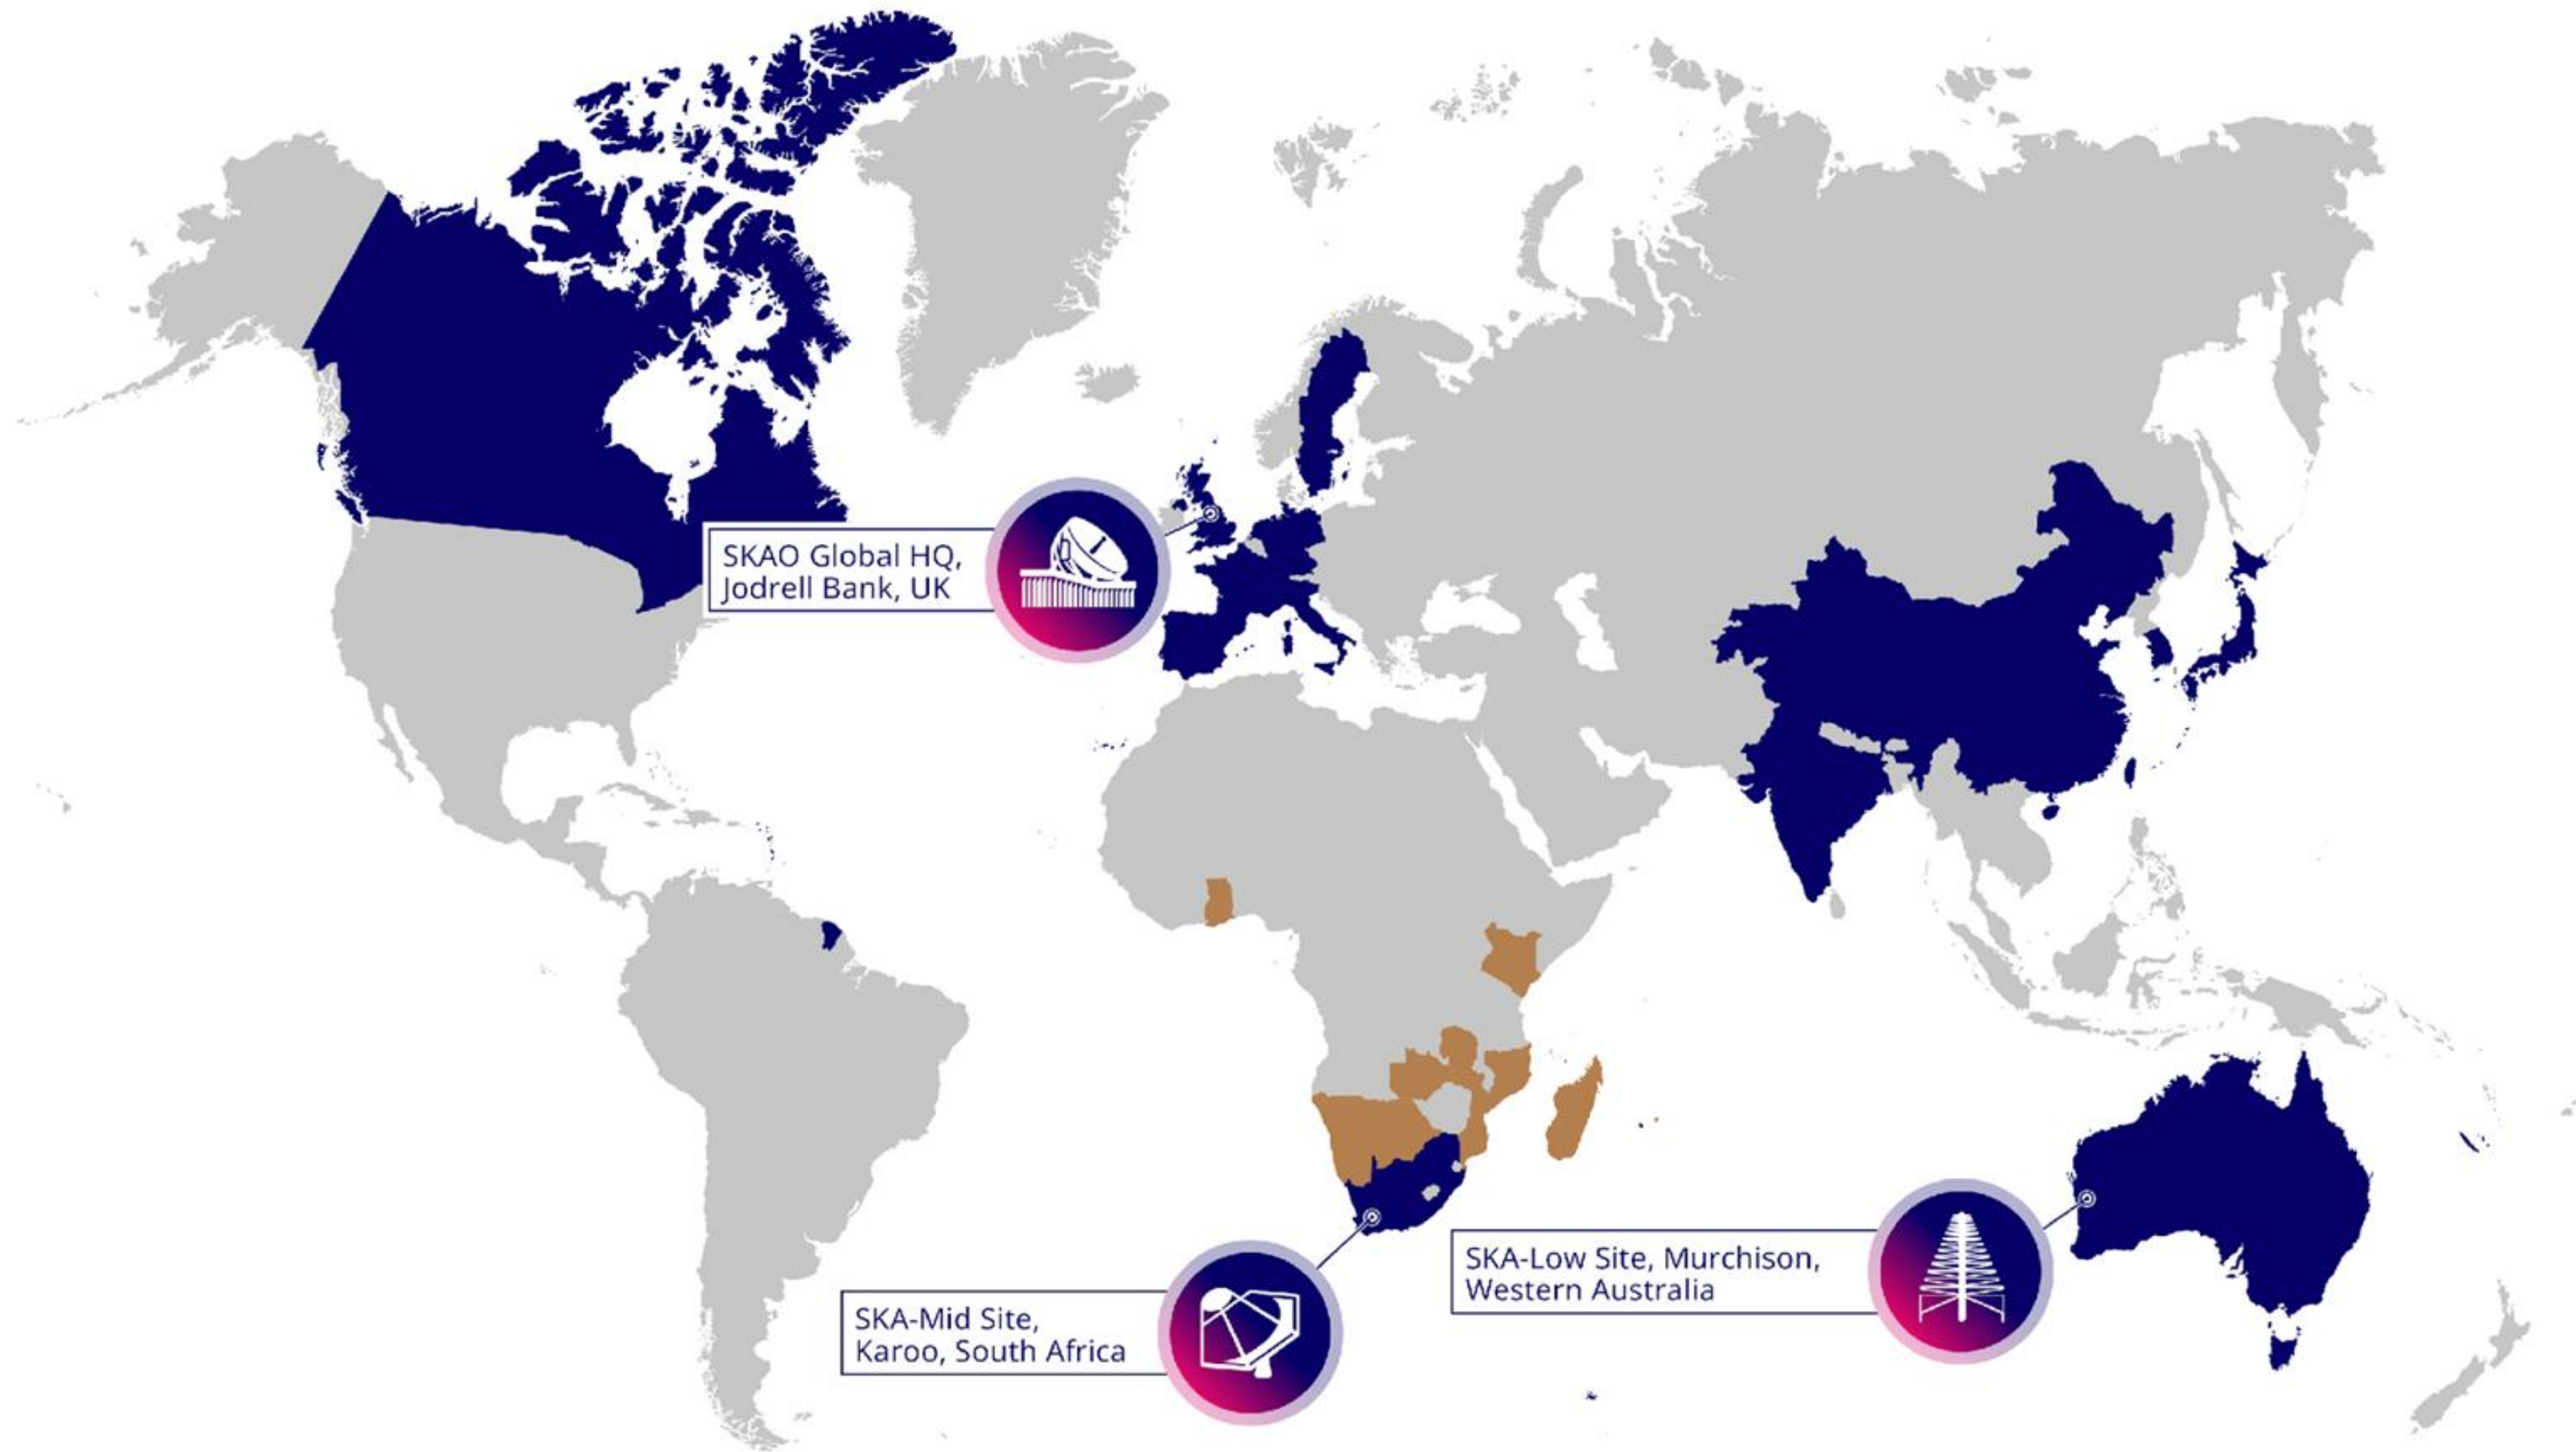 SKAO Global HQ,
Jodrell Bank, UK
SKA-Low Site, Murchison,
Western Australia
SKA-Mid Site,
Karoo, South Africa